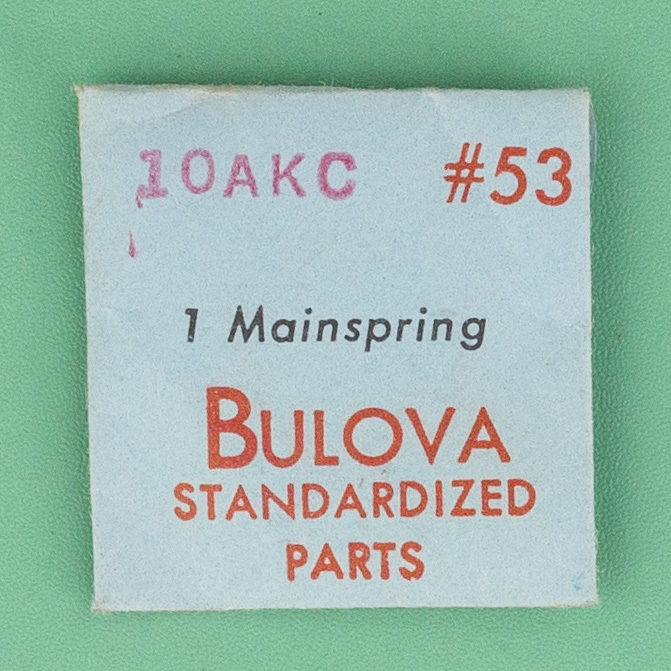 10AKC #53
1 Mainspring
BULOVA
STANDARDIZED
PARTS